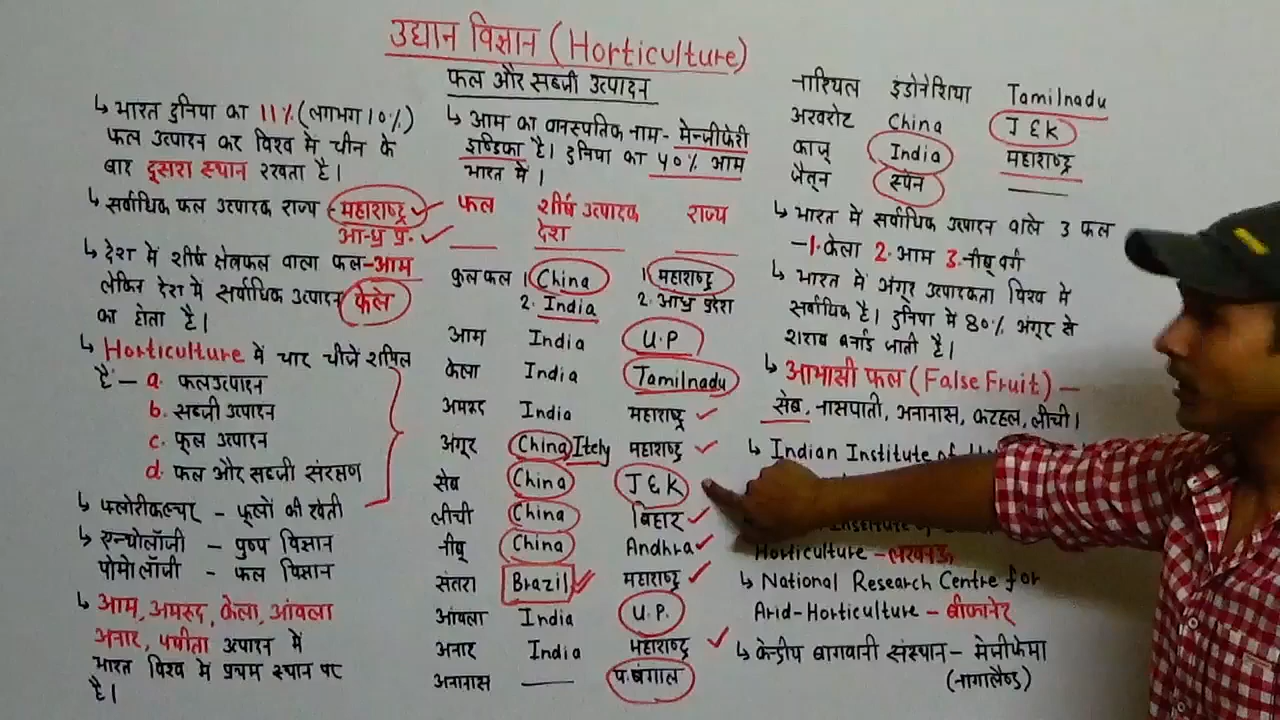 उद्यान विज्ञान (Horticulture)
फल और सब्जी उत्पादन
↳ भारत दुनिया का 11% (लगभग 10%)
फल उत्पादन कर विश्व में चीन के
बाद दूसरा स्थान रखता है।
↳ सर्वाधिक फल उत्पादक राज्य - महाराष्ट्र
आन्ध्र प्र.
↳ देश में शीर्ष क्षेत्रफल वाला फल - आम
लेकिन देश में सर्वाधिक उत्पादन केले
का होता है।
↳ Horticulture में चार चीजें शामिल
हैं - a. फलउत्पादन
b. सब्जी उत्पादन
c. फूल उत्पादन
d. फल और सब्जी संरक्षण
↳ फ्लोरीकल्चर - फूलों की खेती
↳ एन्थोलॉजी - पुष्प विज्ञान
पोमोलॉजी - फल विज्ञान
↳ आम, अमरूद, केला, आंवला
अनार, पपीता उत्पादन में
भारत विश्व में प्रथम स्थान पर
है।
↳ आम का वानस्पतिक नाम - मेन्जीफेरी
इण्डिका है। दुनिया का 40% आम
भारत में।
फल शीर्ष उत्पादक देश राज्य
कुल फल 1 China 1 महाराष्ट्र
2. India 2. आंध्र प्रदेश
आम India U.P
केला India Tamilnadu
अमरूद India महाराष्ट्र
अंगूर China Itely महाराष्ट्र
सेब China J & K
लीची China बिहार
नीबू China Andhra
संतरा Brazil महाराष्ट्र
आंवला India U.P.
अनार India महाराष्ट्र
अनानास —— प. बंगाल
नारियल इंडोनेशिया Tamilnadu
अखरोट China J & K
काजू India महाराष्ट्र
जैतून स्पेन ——
↳ भारत में सर्वाधिक उत्पादन वाले 3 फल
- 1. केला 2. आम 3. नीबू वर्ग
↳ भारत में अंगूर उत्पादकता विश्व में
सर्वाधिक है। दुनिया में 80% अंगूर से
शराब बनाई जाती है।
↳ आभासी फल (False Fruit) -
सेब, नासपाती, अनानास, कटहल, लीची।
↳ Indian Institute of
Horticulture - लखनऊ
↳ National Research Centre for
Arid-Horticulture - बीकानेर
↳ केन्द्रीय बागवानी संस्थान - मेजीफेमा
(नागालैण्ड)